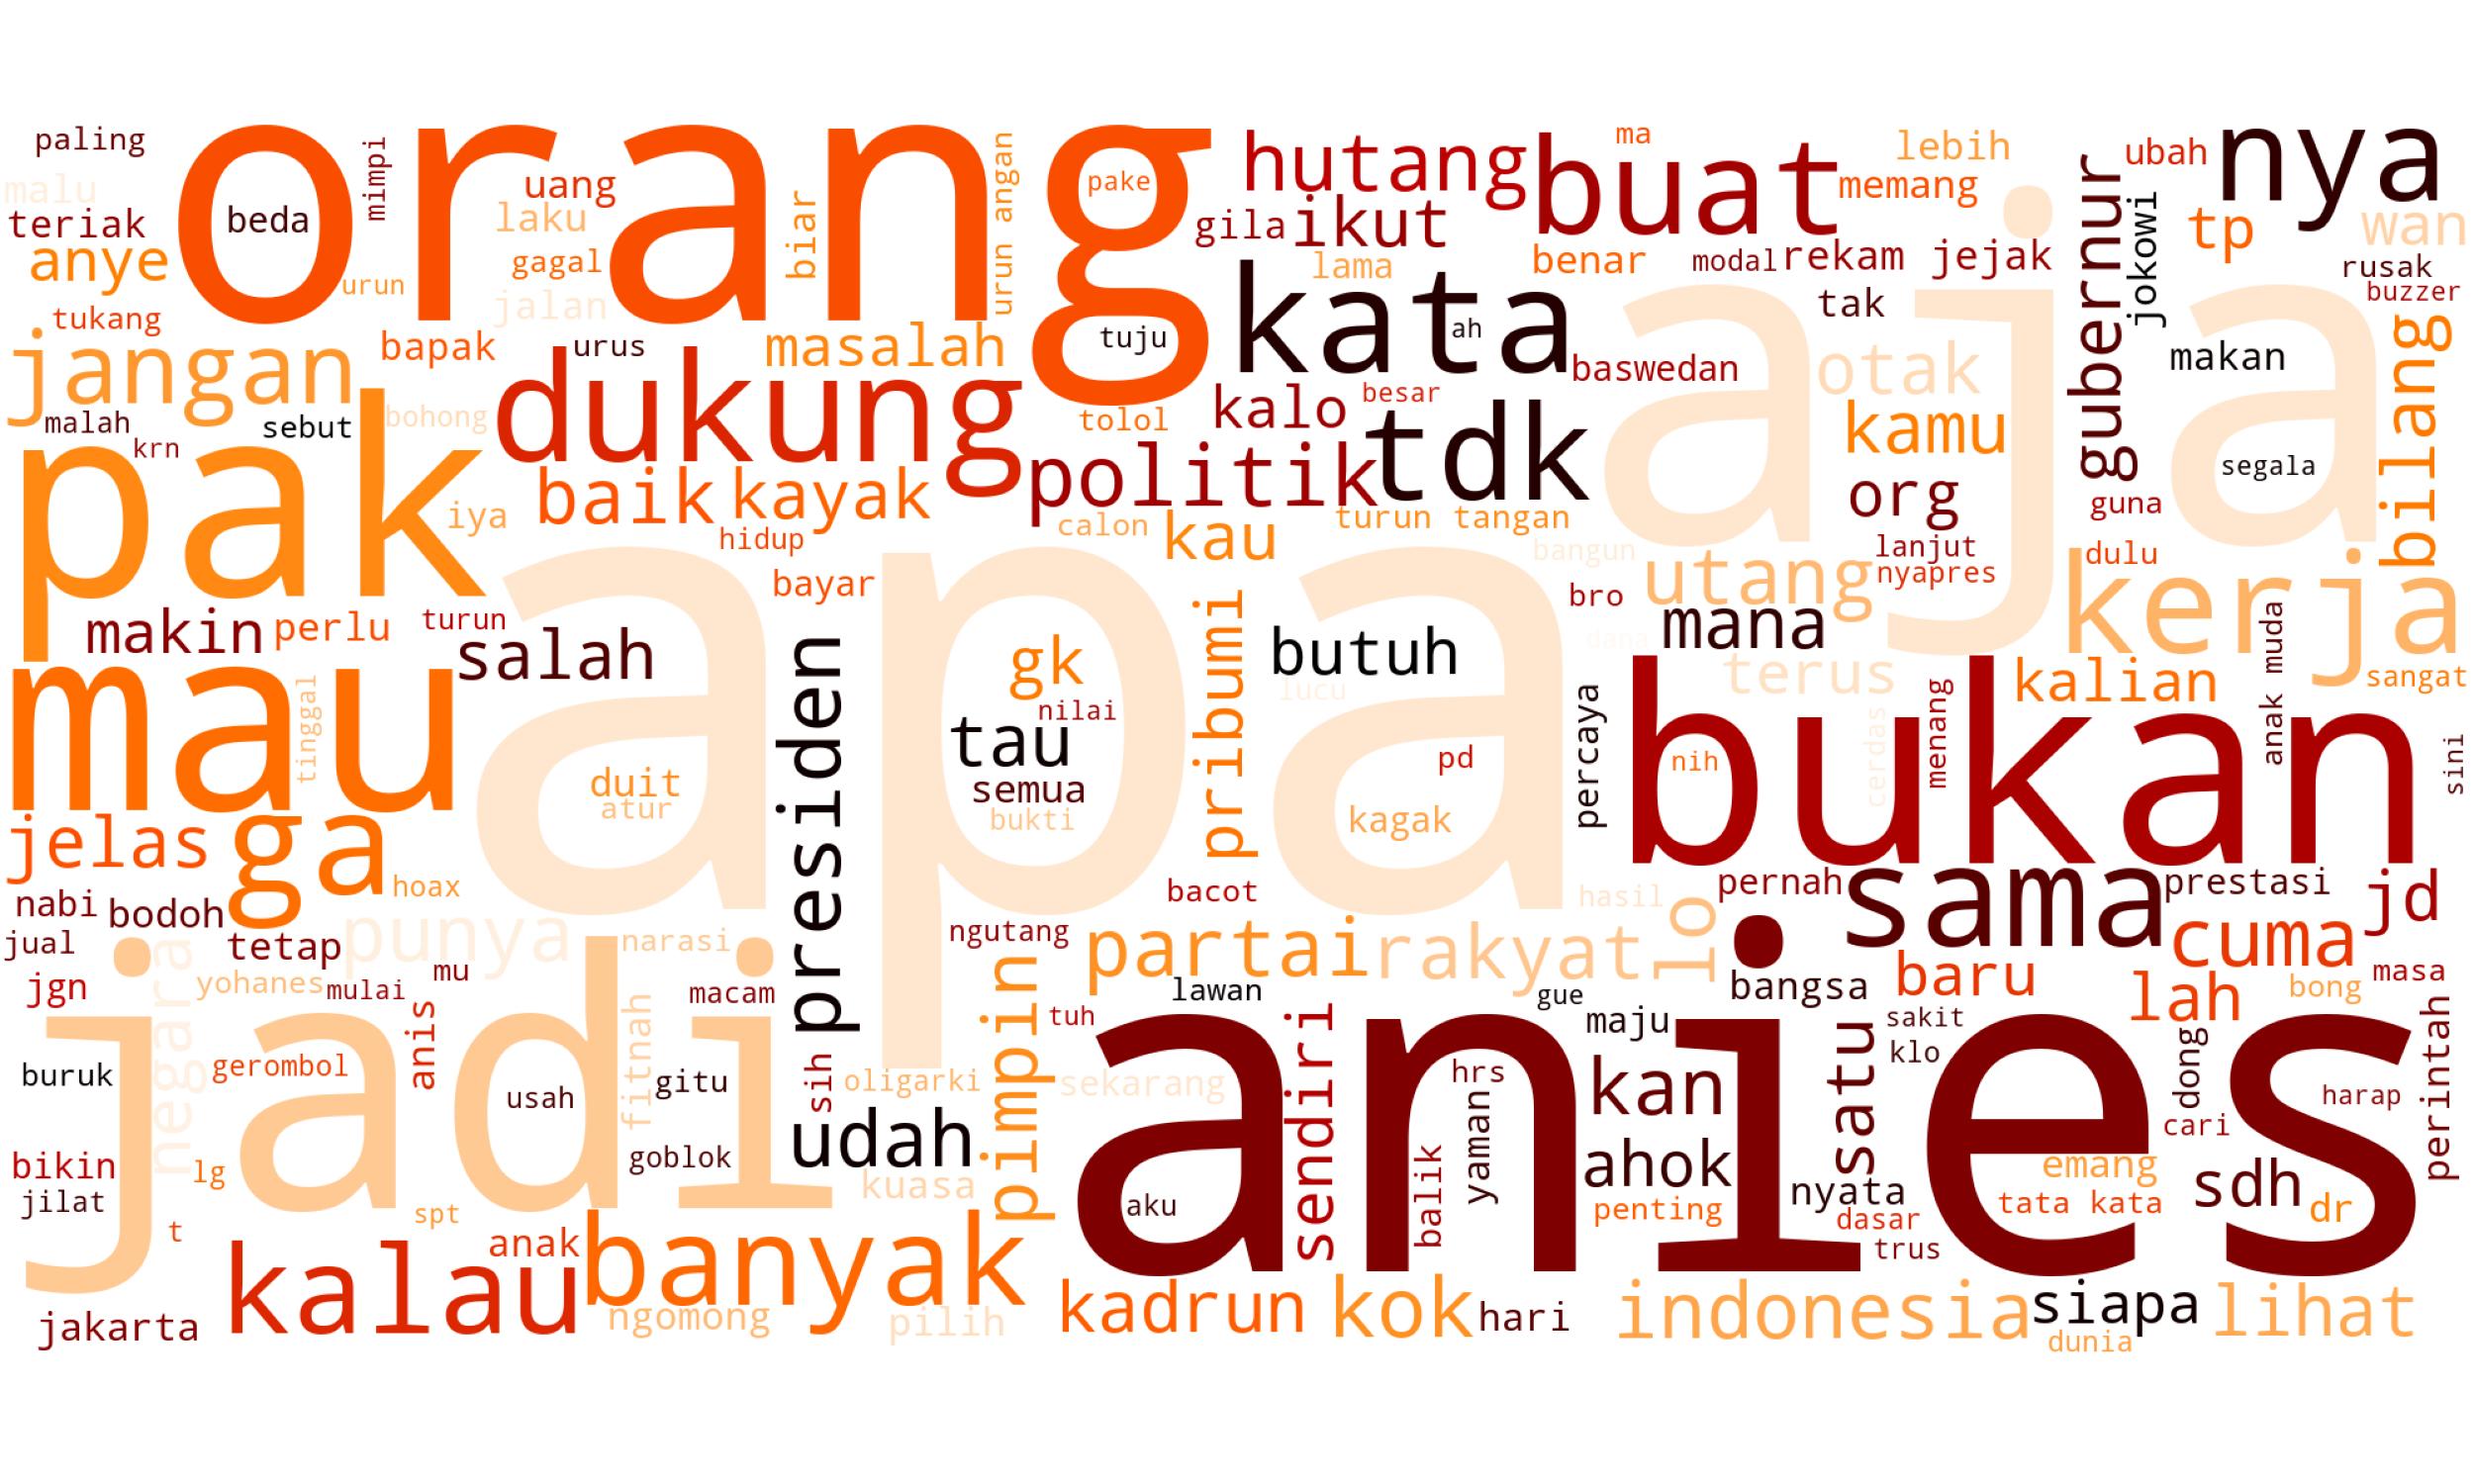 paling
malu
teriak
anye
tukang
orang
beda
mimpi
urun
uang
laku
gagal
jalan
biar
urun angan
pake
tuju
hutang
gila
ikut
buat
ma
benar
lama
modal
rekam jejak
lebih
memang
tak
ubah
nya
gubernur
jokowi
tp
wan
rusak
buzzer
makan
bilang
segala
guna
dulu
jangan
malah
krn
sebut
bapak
urus
bohong
masalah
dukung
pak
iya
baik
kayak
hidup
bayar
kata
ah
baswedan
kalo
besar
tolol
politik
tdk
calon
kau
turun tangan
bangun
aja
otak
kamu
org
lanjut
nyapres
utang
bro
dana
mana
terus
kerja
kalian
anak muda
sangat
sini
makin
perlu
turun
salah
mau
tinggal
jelas
ga
hoax
apa
duit
atur
presiden
gk
nilai
tau
semua
bukti
pribumi
butuh
lucu
pd
kagak
percaya
bukan
nih
cerdas
menang
nabi
bodoh
punya
jual
tetap
jgn
yohanes
mulai
mu
narasi
macam
negara
gerombol
anis
jadi
usah
fitnah
gitu
goblok
buruk
bikin
jilat
lg
t
spt
anak
jakarta
kalau
banyak
ngomong
pilih
bacot
hasil
ngutang
partai
rakyat
lo
lawan
gue
tuh
pimpin
sih
oligarki
udah
kuasa
sekarang
pernah
sama
prestasi
jd
cuma
bangsa
baru
lah
bong
masa
maju
sakit
klo
satu
kan
ahok
penting
nyata
dasar
trus
anies
aku
sendiri
balik
hrs
yaman
emang
tata kata
dong
cari
harap
perintah
sdh
dr
kadrun
kok
hari
indonesia
siapa
dunia
lihat